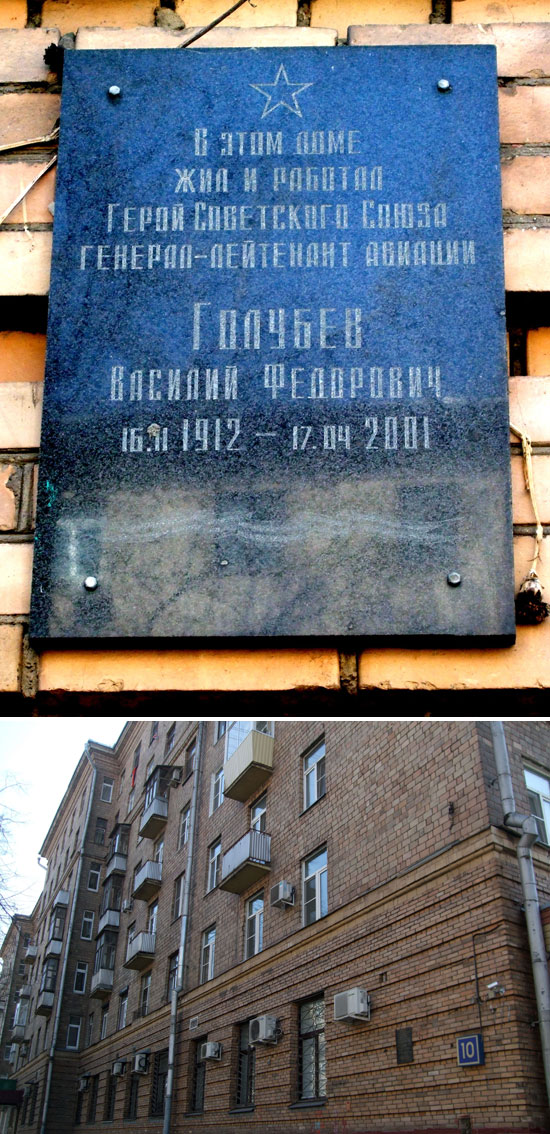 В ЭТОМ ДОМЕ
ЖИЛ И РАБОТАЛ
ГЕРОЙ СОВЕТСКОГО СОЮЗА
ГЕНЕРАЛ-ЛЕЙТЕНАНТ АВИАЦИИ
ГОЛУБЕВ
ВАСИЛИЙ ФЕДОРОВИЧ
16.11 1912 — 17.04 2001
10